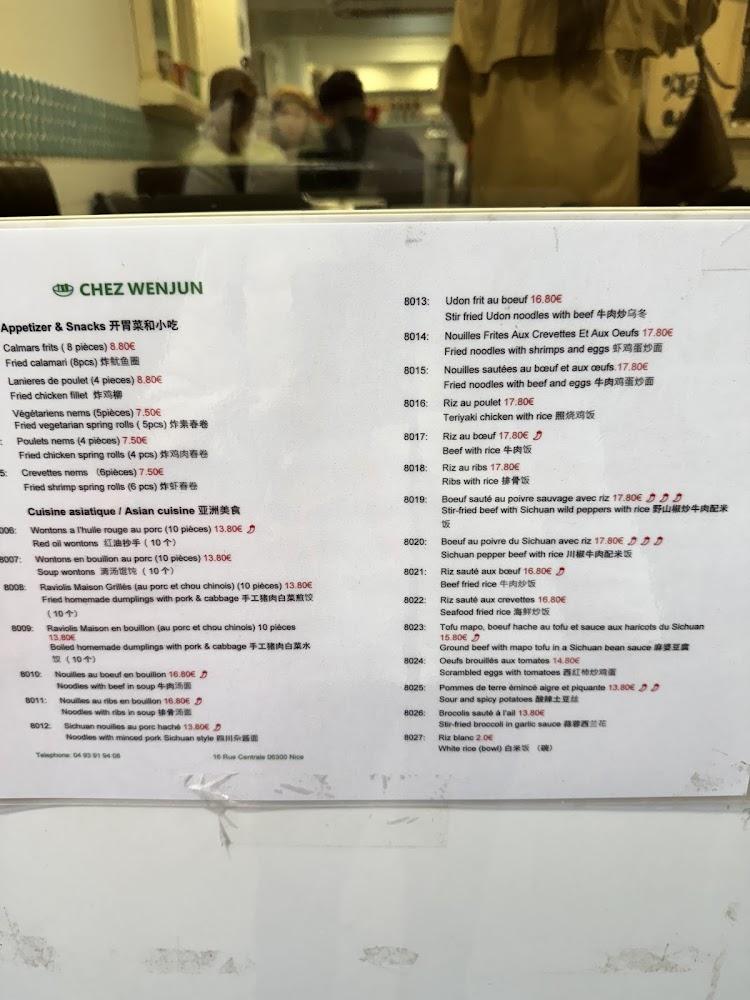 CHEZ WENJUN
Appetizer & Snacks 开胃菜和小吃
Calmars frits ( 8 pièces) 8.80€
Fried calamari (8pcs) 炸鱿鱼圈
Lanieres de poulet (4 pieces) 8.80€
Fried chicken fillet 炸鸡柳
Végètariens nems (5pièces) 7.50€
Fried vegetarian spring rolls ( 5pcs) 炸素春卷
: Poulets nems (4 pièces) 7.50€
Fried chicken spring rolls (4 pcs) 炸鸡肉春卷
5: Crevettes nems (6pièces) 7.50€
Fried shrimp spring rolls (6 pcs) 炸虾春卷
Cuisine asiatique / Asian cuisine 亚洲美食
006: Wontons a l'huile rouge au porc (10 pièces) 13.80€
Red oil wontons 红油抄手 ( 10 个)
8007: Wontons en bouillon au porc (10 pièces) 13.80€
Soup wontons 清汤馄饨 ( 10 个)
8008: Raviolis Maison Grillés (au porc et chou chinois) (10 pièces) 13.80€
Fried homemade dumplings with pork & cabbage 手工猪肉白菜煎饺
( 10 个)
8009: Raviolis Maison en bouillon (au porc et chou chinois) 10 pièces
13.80€
Boiled homemade dumplings with pork & cabbage 手工猪肉白菜水
饺 ( 10 个)
8010: Nouilles au boeuf en bouillon 16.80€
Noodles with beef in soup 牛肉汤面
8011: Nouilles au ribs en bouillon 16.80€
Noodles with ribs in soup 排骨汤面
8012: Sichuan nouilles au porc haché 13.80€
Noodles with minced pork Sichuan style 四川杂酱面
Telephone: 04 93 91 94 06 16 Rue Centrale 06300 Nice
8013: Udon frit au boeuf 16.80€
Stir fried Udon noodles with beef 牛肉炒乌冬
8014: Nouilles Frites Aux Crevettes Et Aux Oeufs 17.80€
Fried noodles with shrimps and eggs 虾鸡蛋炒面
8015: Nouilles sautées au bœuf et aux œufs.17.80€
Fried noodles with beef and eggs 牛肉鸡蛋炒面
8016: Riz au poulet 17:80€
Teriyaki chicken with rice 照烧鸡饭
8017: Riz au bœuf 17.80€
Beef with rice 牛肉饭
8018: Riz au ribs 17.80€
Ribs with rice 排骨饭
8019: Boeuf sauté au poivre sauvage avec riz 17.80€
Stir-fried beef with Sichuan wild peppers with rice 野山椒炒牛肉配米
饭
8020: Boeuf au poivre du Sichuan avec riz 17.80€
Sichuan pepper beef with rice 川椒牛肉配米饭
8021: Riz sauté aux bœuf 16.80€
Beef fried rice 牛肉炒饭
8022: Riz sauté aux crevettes 16.80€
Seafood fried rice 海鲜炒饭
8023: Tofu mapo, boeuf hache au tofu et sauce aux haricots du Sichuan
15.80€
Ground beef with mapo tofu in a Sichuan bean sauce 麻婆豆腐
8024: Oeufs brouillés aux tomates 14.80€
Scrambled eggs with tomatoes 西红柿炒鸡蛋
8025: Pommes de terre émincé aigre et piquante 13.80€
Sour and spicy potatoes 酸辣土豆丝
8026: Brocolis sauté à l'ail 13.80€
Stir-fried broccoli in garlic sauce 蒜蓉西兰花
8027: Riz blanc 2.0€
White rice (bowl) 白米饭 (碗)